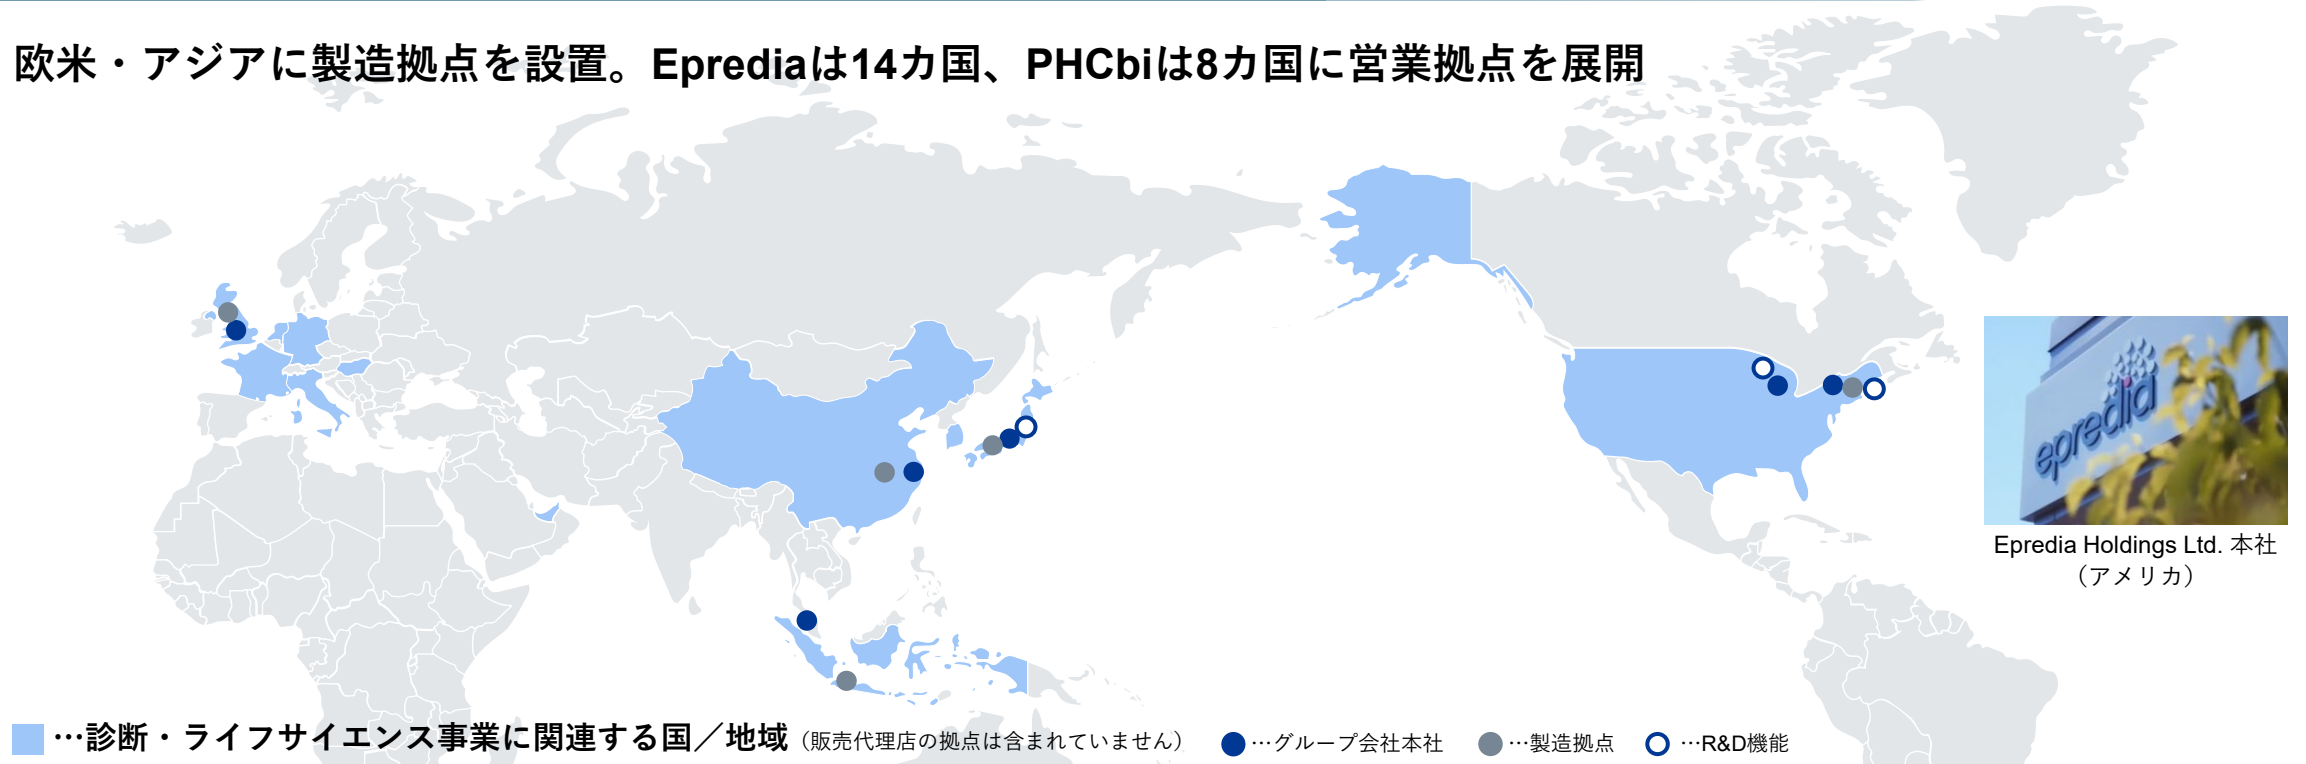 欧米・アジアに製造拠点を設置。Eprediaは14カ国、PHCbiは8カ国に営業拠点を展開
epredia
Epredia Holdings Ltd. 本社
（アメリカ）
…診断・ライフサイエンス事業に関連する国／地域（販売代理店の拠点は含まれていません） …グループ会社本社 …製造拠点 …R&D機能